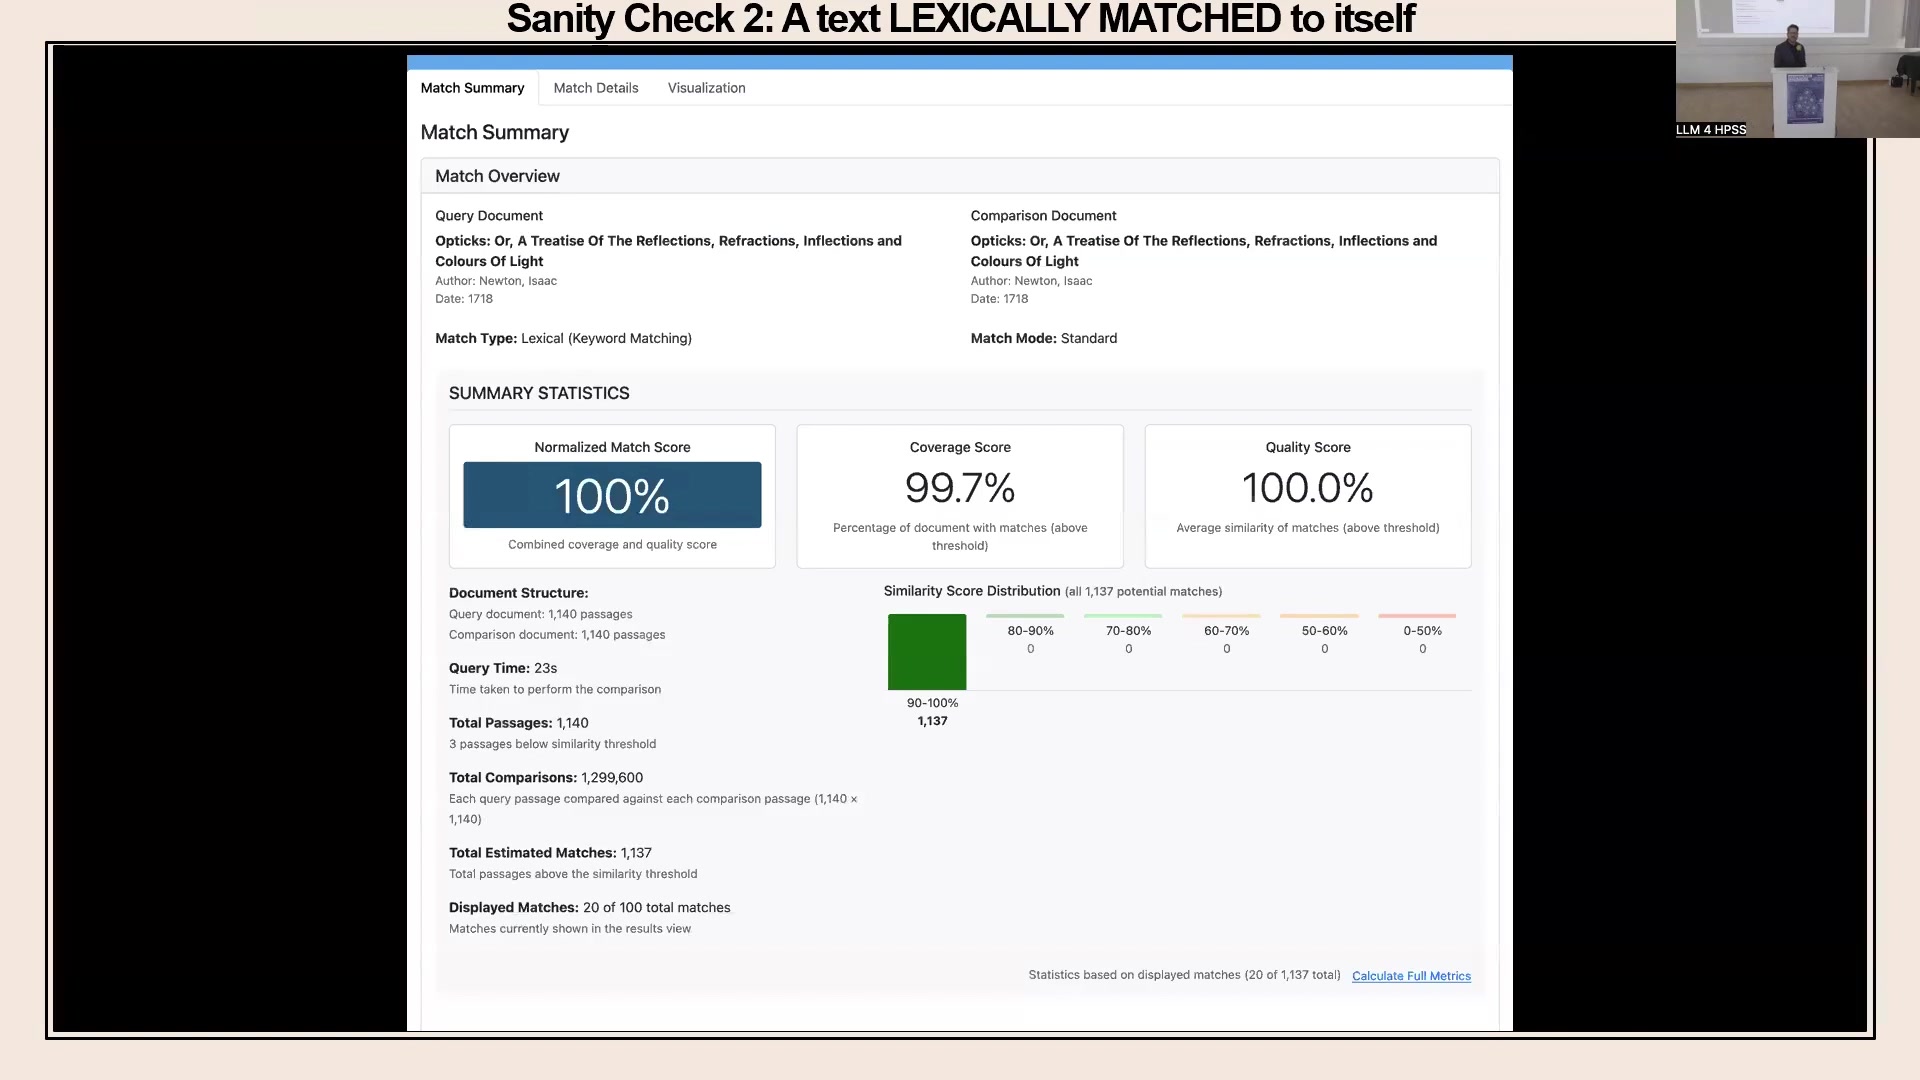 Sanity Check 2: A text LEXICALLY MATCHED to itself
LLM 4 HPSS
Match Summary
Match Details
Visualization
Match Summary
Match Overview
Query Document
Opticks: Or, A Treatise Of The Reflections, Refractions, Inflections and
Colours Of Light
Author: Newton, Isaac
Date: 1718
Comparison Document
Opticks: Or, A Treatise Of The Reflections, Refractions, Inflections and
Colours Of Light
Author: Newton, Isaac
Date: 1718
Match Type: Lexical (Keyword Matching)
Match Mode: Standard
SUMMARY STATISTICS
Normalized Match Score
100%
Combined coverage and quality score
Coverage Score
99.7%
Percentage of document with matches (above
threshold)
Quality Score
100.0%
Average similarity of matches (above threshold)
Document Structure:
Query document: 1,140 passages
Comparison document: 1,140 passages
Query Time: 23s
Time taken to perform the comparison
Total Passages: 1,140
3 passages below similarity threshold
Total Comparisons: 1,299,600
Each query passage compared against each comparison passage (1,140 ×
1,140)
Total Estimated Matches: 1,137
Total passages above the similarity threshold
Displayed Matches: 20 of 100 total matches
Matches currently shown in the results view
Similarity Score Distribution (all 1,137 potential matches)
90-100%
1,137
80-90%
0
70-80%
0
60-70%
0
50-60%
0
0-50%
0
Statistics based on displayed matches (20 of 1,137 total) Calculate Full Metrics